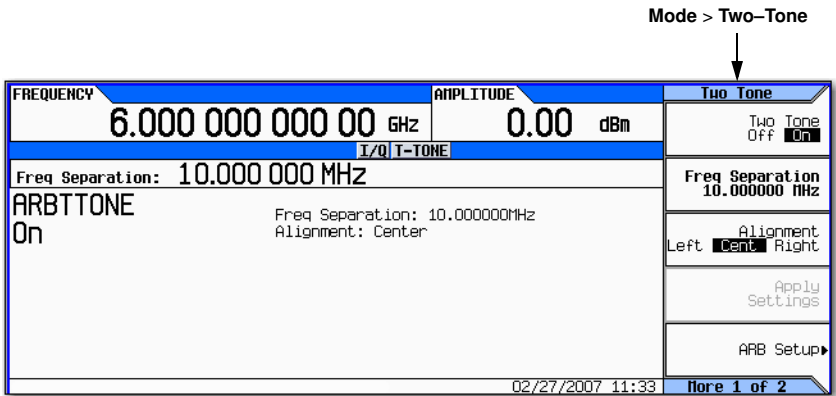 Mode > Two–Tone
FREQUENCY
6.000 000 000 00 GHz
AMPLITUDE
0.00 dBm
I/Q T-TONE
Freq Separation: 10.000 000 MHz
ARBTTONE
On
Freq Separation: 10.000000MHz
Alignment: Center
02/27/2007 11:33
Two Tone
Two Tone
Off On
Freq Separation
10.000000 MHz
Alignment
Left Cent Right
Apply
Settings
ARB Setup
More 1 of 2